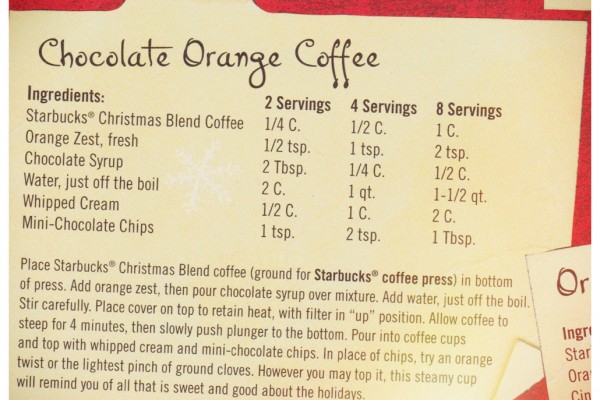 Chocolate Orange Coffee
Ingredients: 2 Servings 4 Servings 8 Servings
Starbucks® Christmas Blend Coffee 1/4 C. 1/2 C. 1 C.
Orange Zest, fresh 1/2 tsp. 1 tsp. 2 tsp.
Chocolate Syrup 2 Tbsp. 1/4 C. 1/2 C.
Water, just off the boil 2 C. 1 qt. 1-1/2 qt.
Whipped Cream 1/2 C. 1 C. 2 C.
Mini-Chocolate Chips 1 tsp. 2 tsp. 1 Tbsp.
Place Starbucks® Christmas Blend coffee (ground for Starbucks® coffee press) in bottom
of press. Add orange zest, then pour chocolate syrup over mixture. Add water, just off the boil.
Stir carefully. Place cover on top to retain heat, with filter in "up" position. Allow coffee to
steep for 4 minutes, then slowly push plunger to the bottom. Pour into coffee cups
and top with whipped cream and mini-chocolate chips. In place of chips, try an orange
twist or the lightest pinch of ground cloves. However you may top it, this steamy cup
will remind you of all that is sweet and good about the holidays.
Or
Ingre
Star
Ora
Cin